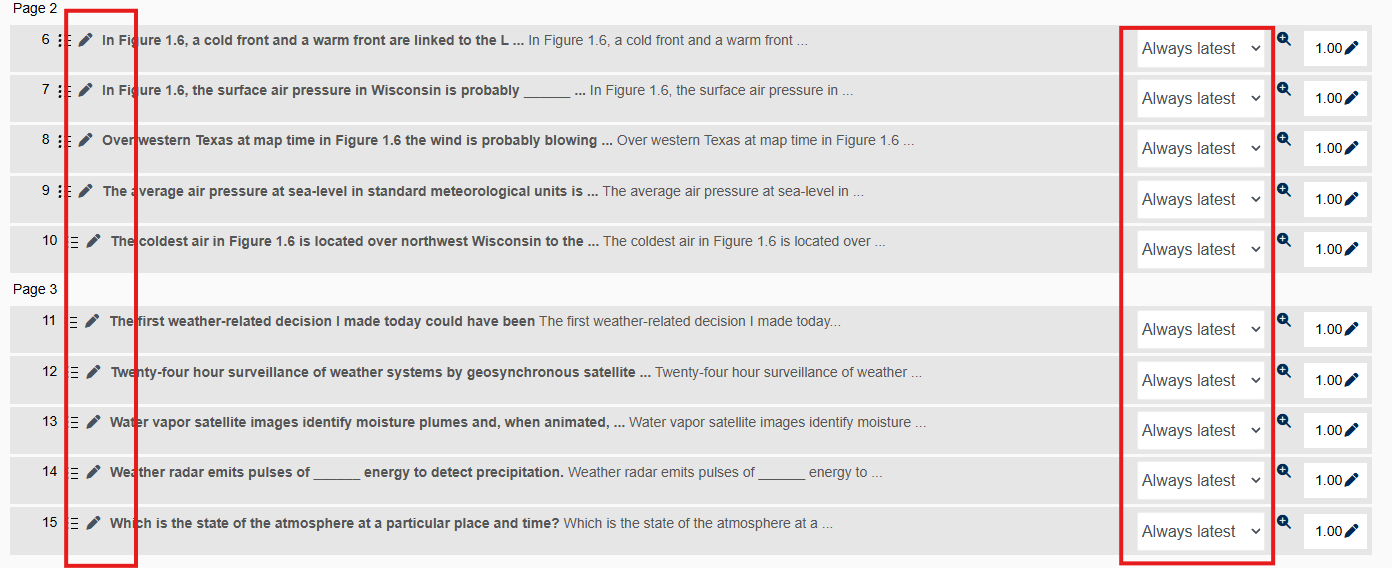 Page 2
6 In Figure 1.6, a cold front and a warm front are linked to the L ... In Figure 1.6, a cold front and a warm front ... Always latest 1.00
7 In Figure 1.6, the surface air pressure in Wisconsin is probably ______ ... In Figure 1.6, the surface air pressure in ... Always latest 1.00
8 Over western Texas at map time in Figure 1.6 the wind is probably blowing ... Over western Texas at map time in Figure 1.6 ... Always latest 1.00
9 The average air pressure at sea-level in standard meteorological units is ... The average air pressure at sea-level in ... Always latest 1.00
10 The coldest air in Figure 1.6 is located over northwest Wisconsin to the ... The coldest air in Figure 1.6 is located over ... Always latest 1.00
Page 3
11 The first weather-related decision I made today could have been The first weather-related decision I made today... Always latest 1.00
12 Twenty-four hour surveillance of weather systems by geosynchronous satellite ... Twenty-four hour surveillance of weather ... Always latest 1.00
13 Water vapor satellite images identify moisture plumes and, when animated, ... Water vapor satellite images identify moisture ... Always latest 1.00
14 Weather radar emits pulses of ______ energy to detect precipitation. Weather radar emits pulses of ______ energy to ... Always latest 1.00
15 Which is the state of the atmosphere at a particular place and time? Which is the state of the atmosphere at a ... Always latest 1.00